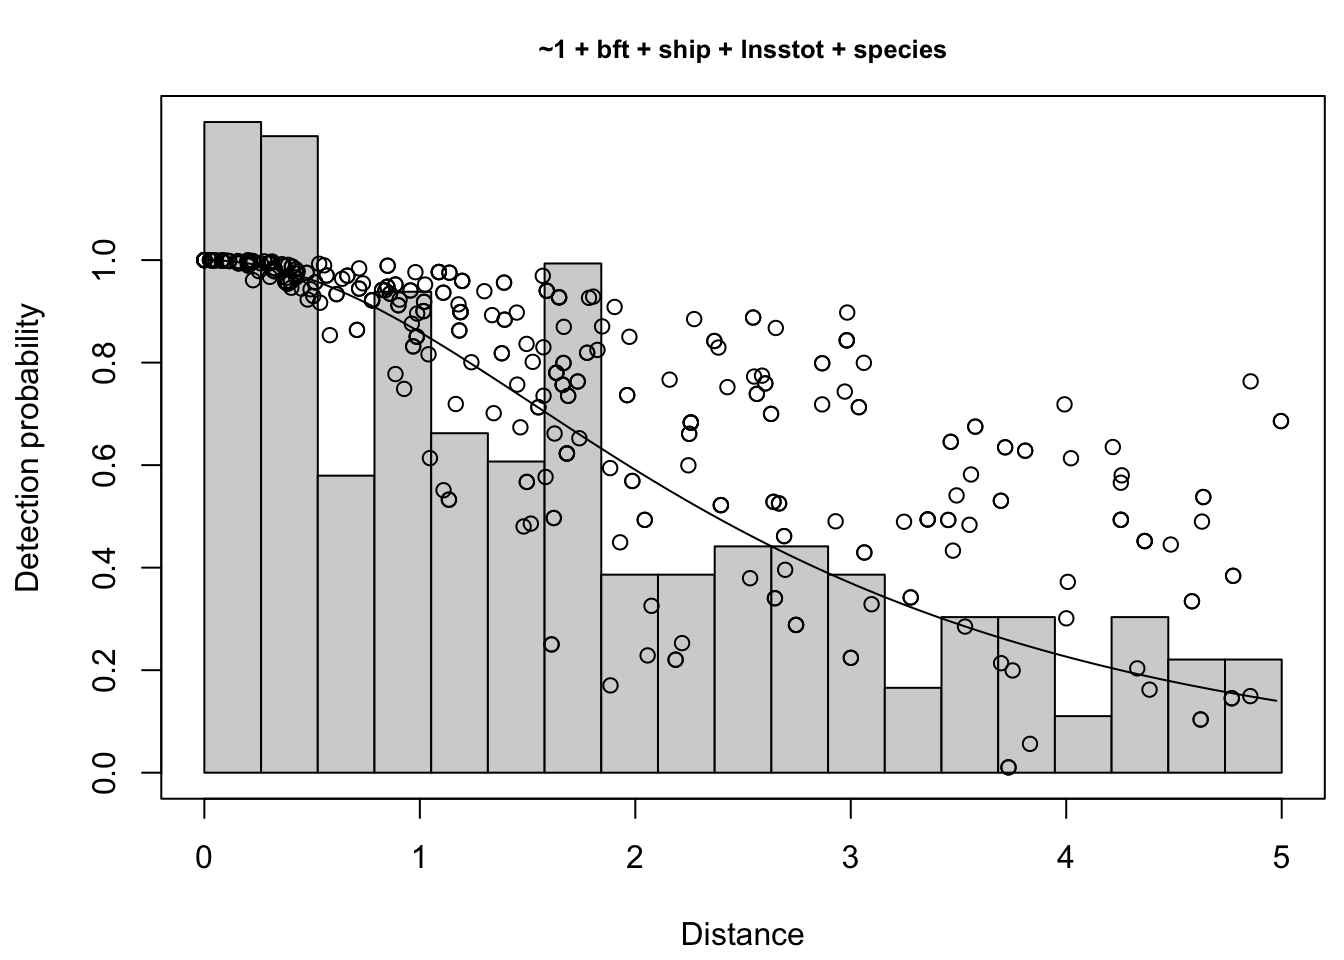 ~1 + bft + ship + lnsstot + species
Detection probability
1.0
0.8
0.6
0.4
0.2
0.0
0 1 2 3 4 5
Distance